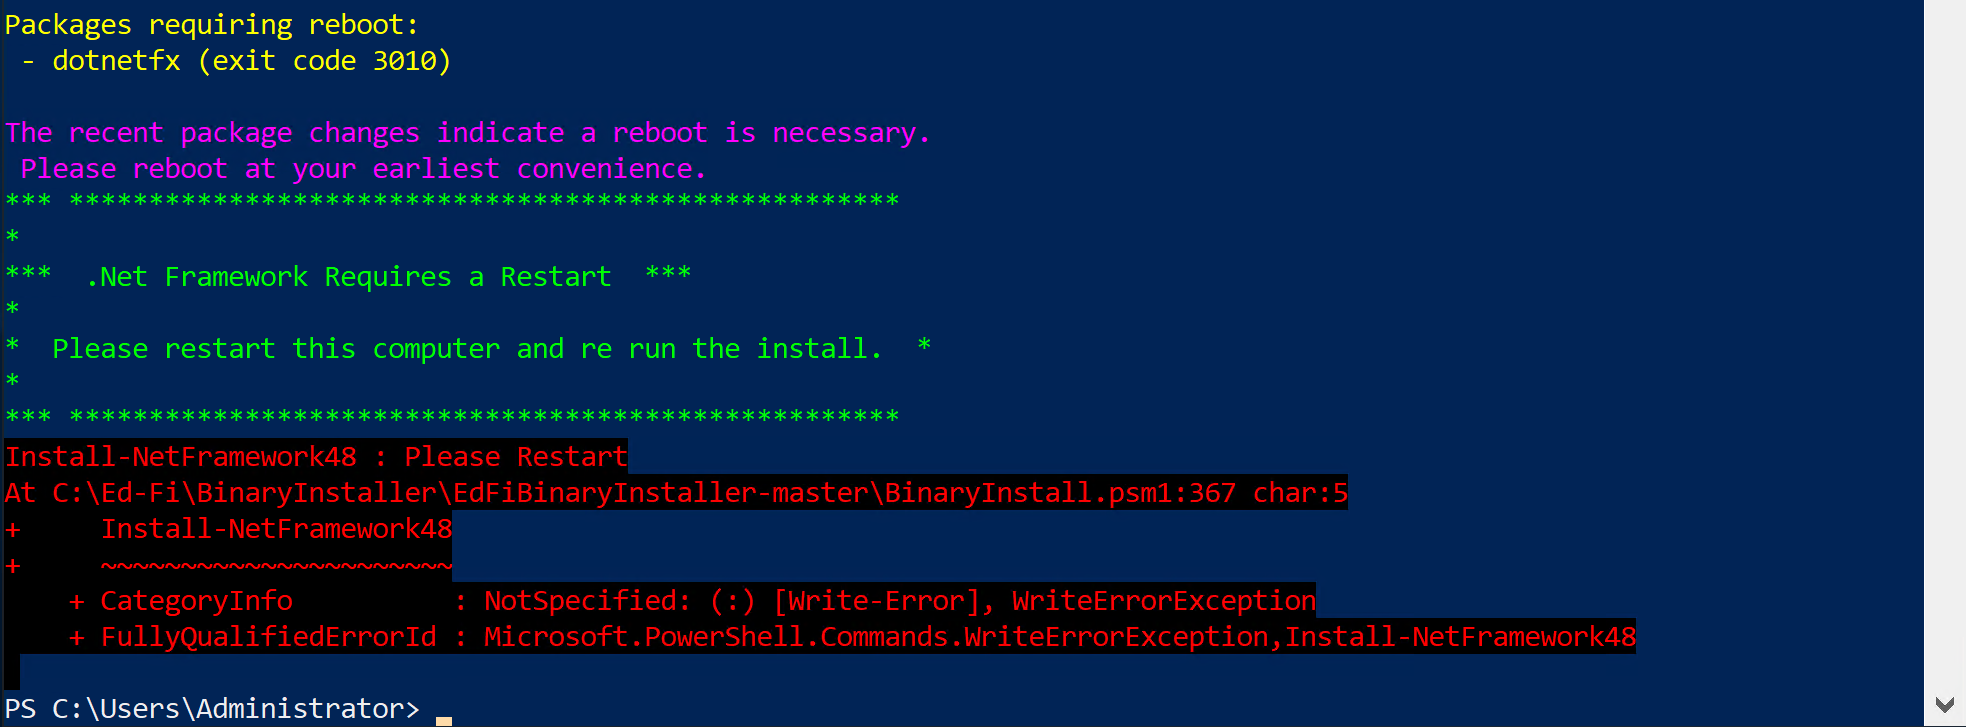 Packages requiring reboot:
 - dotnetfx (exit code 3010)
The recent package changes indicate a reboot is necessary.
 Please reboot at your earliest convenience.
*** ****************************************************
*
***  .Net Framework Requires a Restart  ***
*
*  Please restart this computer and re run the install.  *
*
*** ****************************************************
Install-NetFramework48 : Please Restart
At C:\Ed-Fi\BinaryInstaller\EdFiBinaryInstaller-master\BinaryInstall.psm1:367 char:5
+     Install-NetFramework48
+     ~~~~~~~~~~~~~~~~~~~~~~
    + CategoryInfo          : NotSpecified: (:) [Write-Error], WriteErrorException
    + FullyQualifiedErrorId : Microsoft.PowerShell.Commands.WriteErrorException,Install-NetFramework48
PS C:\Users\Administrator>